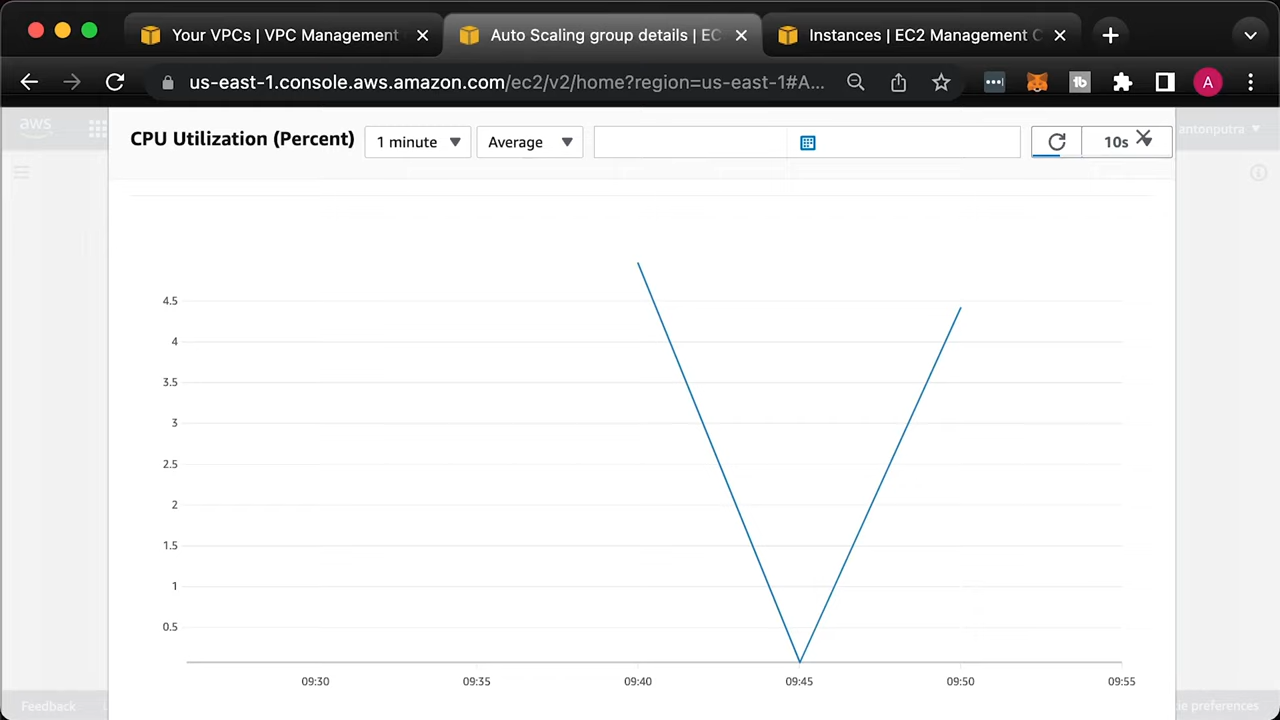 Your VPCs | VPC Management
Auto Scaling group details | EC
Instances | EC2 Management C
us-east-1.console.aws.amazon.com/ec2/v2/home?region=us-east-1#A...
A
aws
antonputra
CPU Utilization (Percent)
1 minute
Average
10s
4.5
4
3.5
3
2.5
2
1.5
1
0.5
09:30
09:35
09:40
09:45
09:50
09:55
Feedback
ie preferences